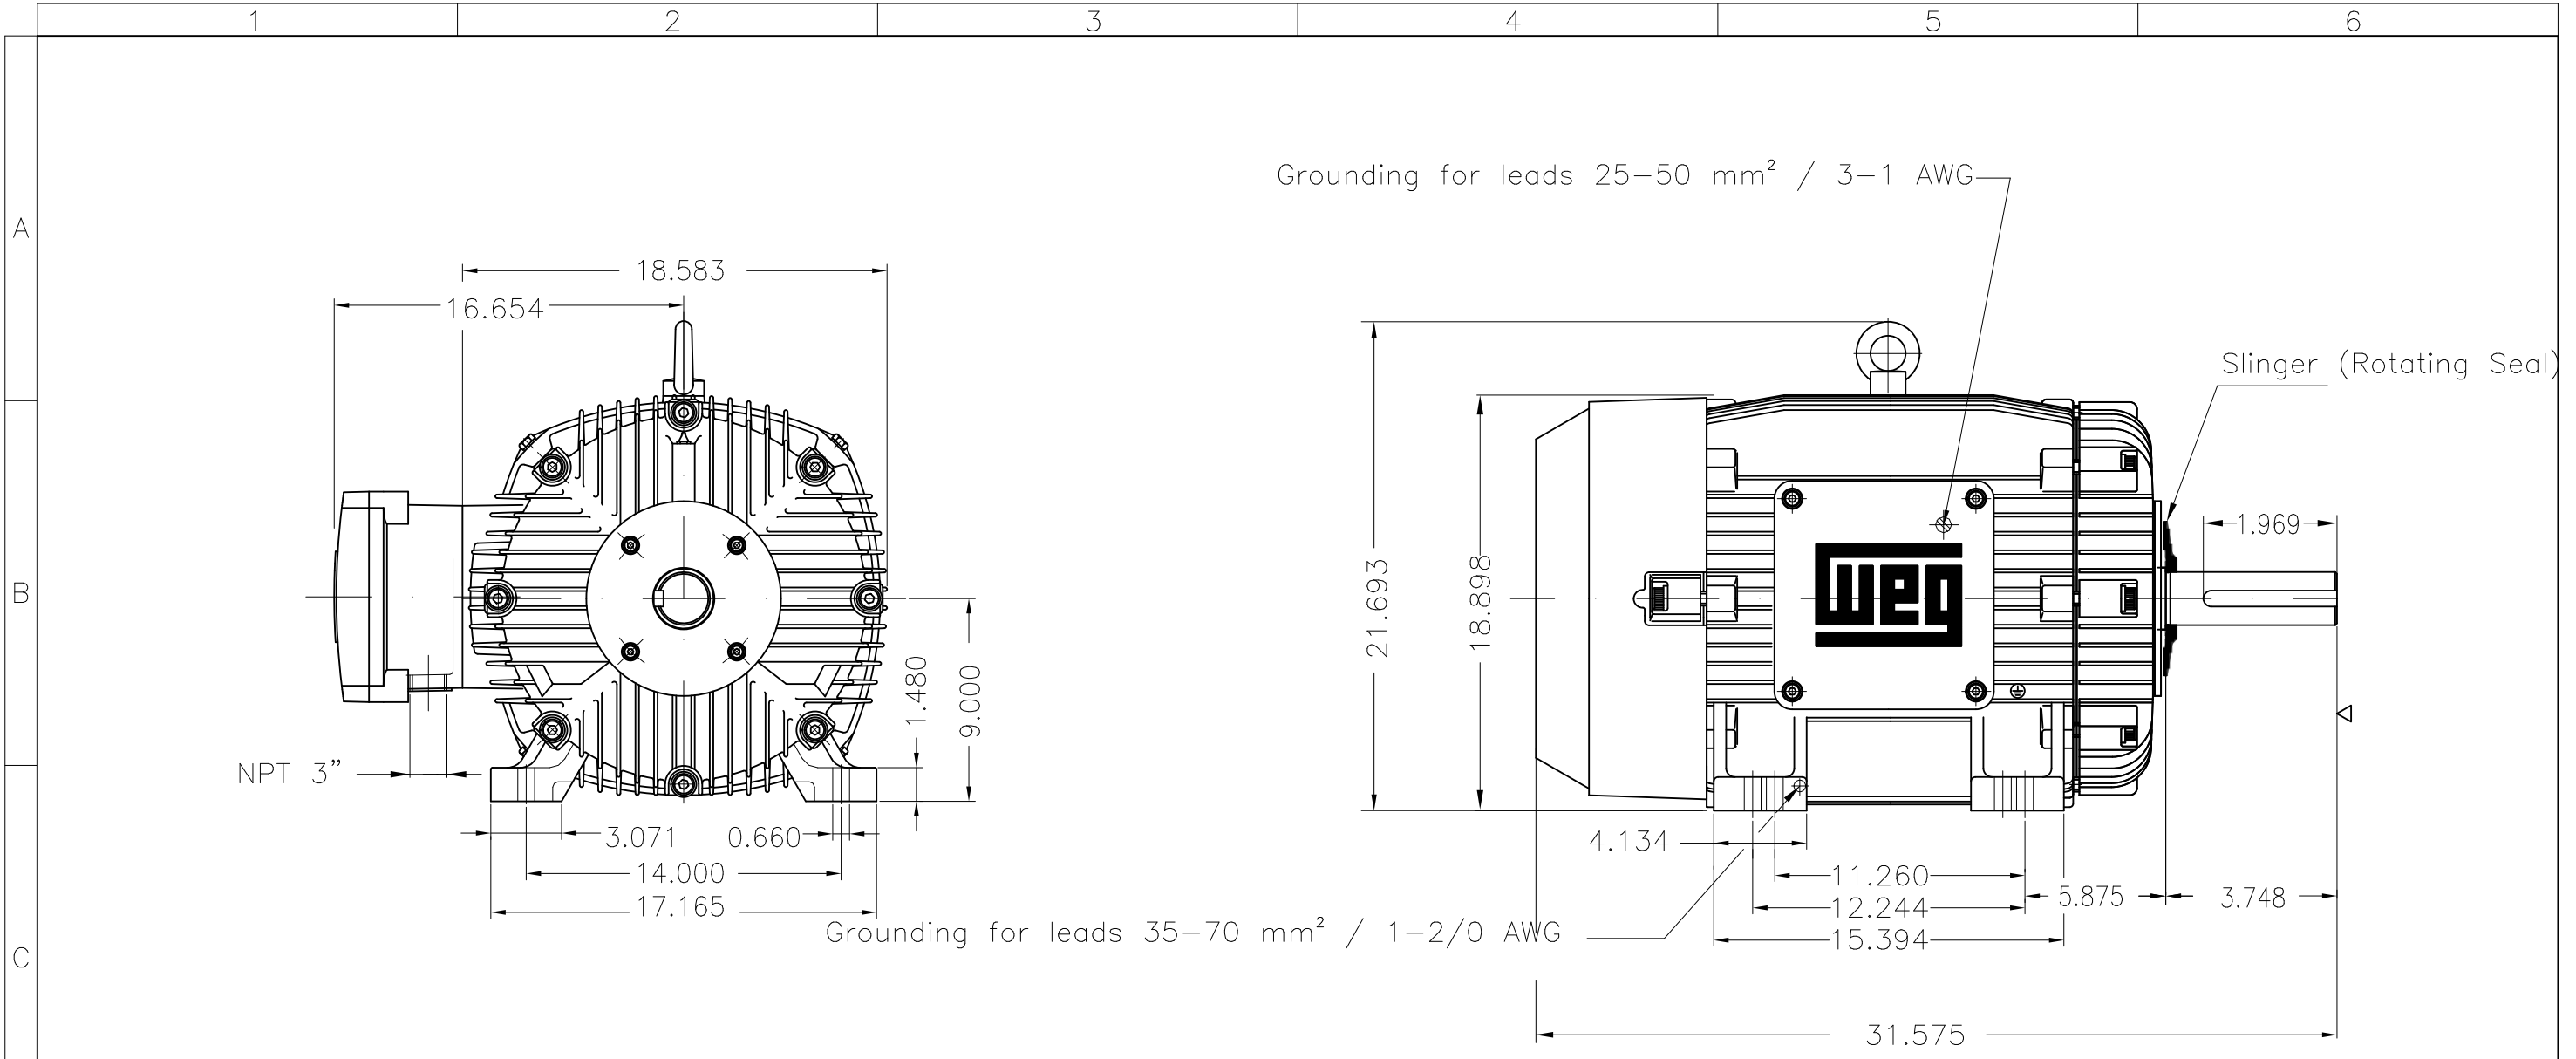 1 2 3 4 5 6
A
B
C
Grounding for leads 25-50 mm² / 3-1 AWG
18.583
16.654
Slinger (Rotating Seal)
1.969
21.693
18.898
weg
1.480
9.000
NPT 3"
3.071 0.660
4.134
14.000
11.260
5.875 3.748
17.165
12.244
Grounding for leads 35-70 mm² / 1-2/0 AWG
15.394
31.575